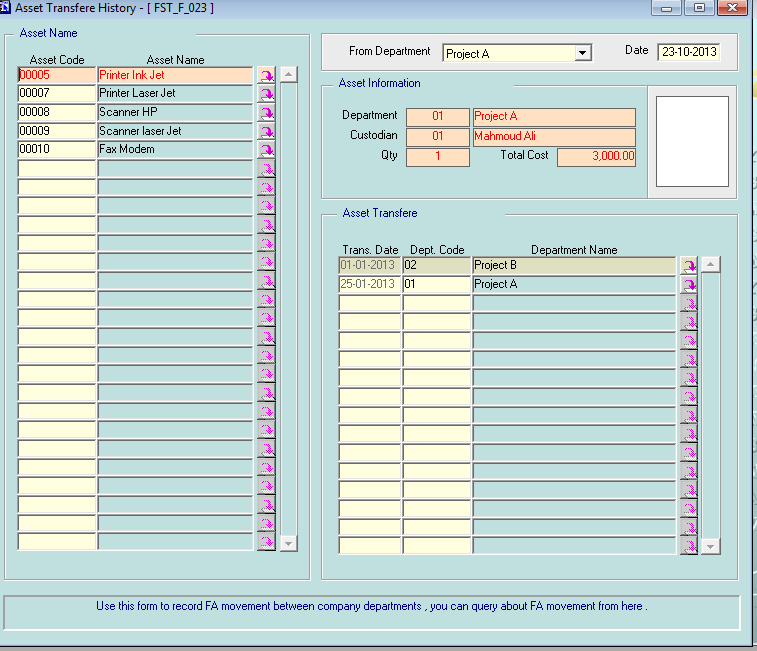 Asset Transfere History - [ FST_F_023 ]
Asset Name
Asset Code Asset Name
00005 Printer Ink Jet
00007 Printer Laser Jet
00008 Scanner HP
00009 Scanner laser Jet
00010 Fax Modem
From Department Project A Date 23-10-2013
Asset Information
Department 01 Project A
Custodian 01 Mahmoud Ali
Qty 1 Total Cost 3,000.00
Asset Transfere
Trans. Date Dept. Code Department Name
01-01-2013 02 Project B
25-01-2013 01 Project A
Use this form to record FA movement between company departments , you can query about FA movement from here .